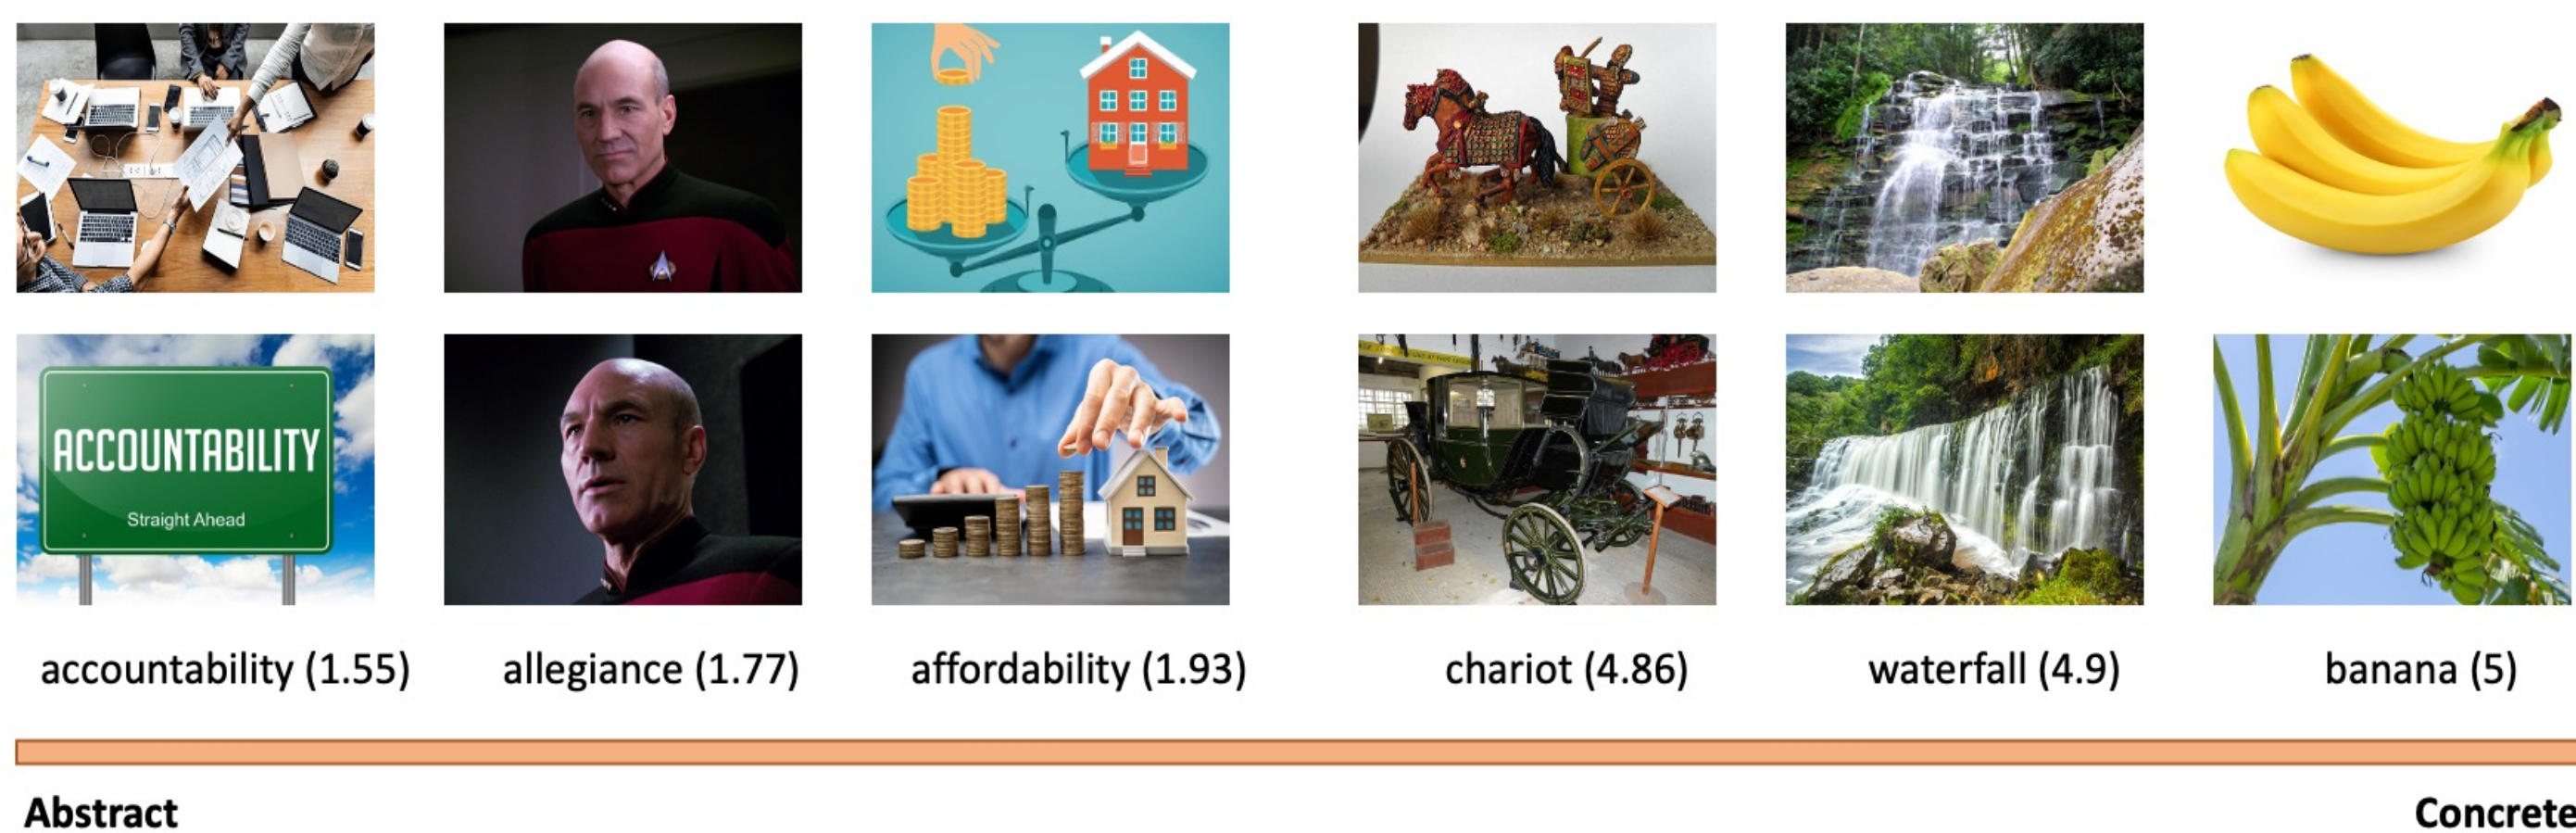 ACCOUNTABILITY
Straight Ahead
accountability (1.55)
allegiance (1.77)
affordability (1.93)
chariot (4.86)
waterfall (4.9)
banana (5)
Abstract
Concrete